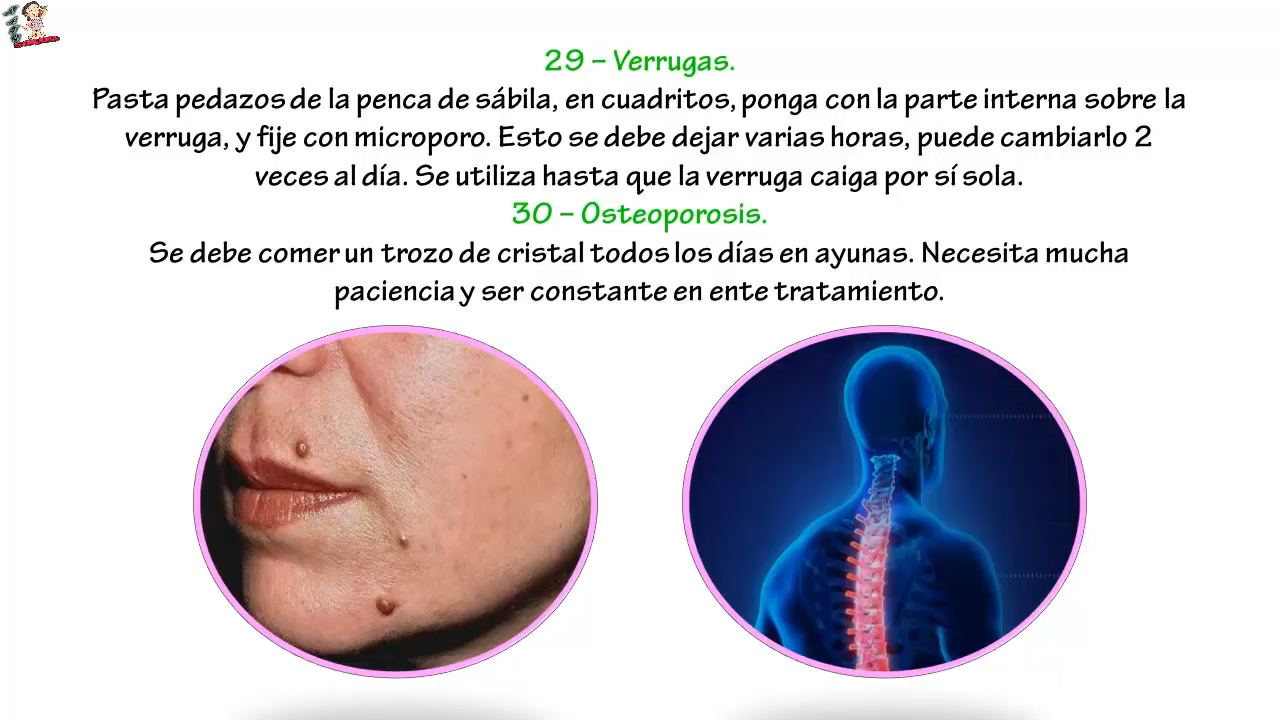 29 – Verrugas.
Pasta pedazos de la penca de sábila, en cuadritos, ponga con la parte interna sobre la
verruga, y fije con microporo. Esto se debe dejar varias horas, puede cambiarlo 2
veces al día. Se utiliza hasta que la verruga caiga por sí sola.
30 – Osteoporosis.
Se debe comer un trozo de cristal todos los días en ayunas. Necesita mucha
paciencia y ser constante en ente tratamiento.